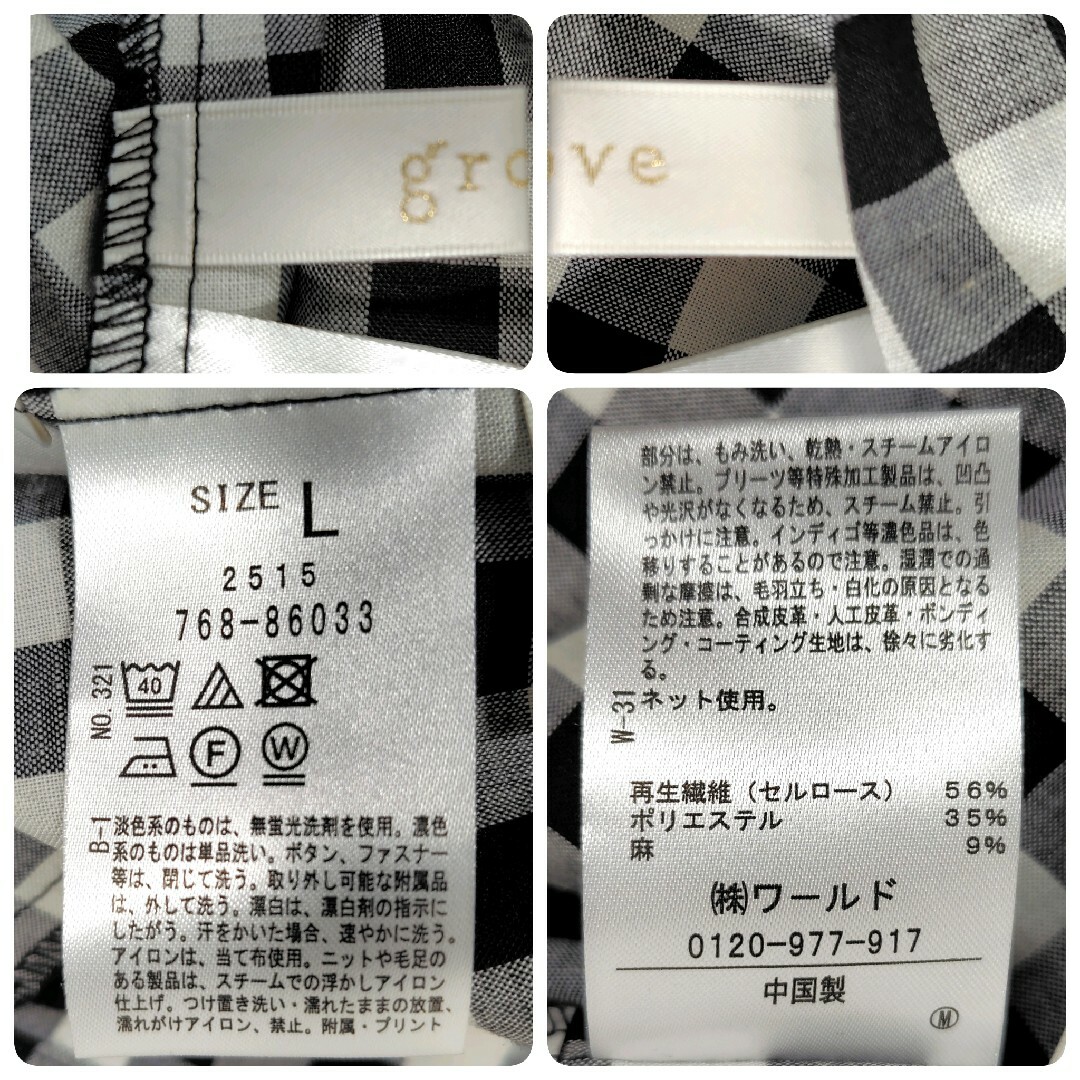 grove
SIZE L
2515
768-86033
NO.321
40
F
W
B-1
淡色系のものは、無蛍光洗剤を使用。濃色
系のものは単品洗い。ボタン、ファスナー
等は、閉じて洗う。取り外し可能な附属品
は、外して洗う。漂白は、漂白剤の指示に
したがう。汗をかいた場合、速やかに洗う。
アイロンは、当て布使用。ニットや毛足の
ある製品は、スチームでの浮かしアイロン
仕上げ。つけ置き洗い・濡れたままの放置、
濡れがけアイロン、禁止。附属・プリント
部分は、もみ洗い、乾熱・スチームアイロ
ン禁止。プリーツ等特殊加工製品は、凹凸
や光沢がなくなるため、スチーム禁止。引
っかけに注意。インディゴ等濃色品は、色
移りすることがあるので注意。湿潤での過
剰な摩擦は、毛羽立ち・白化の原因となる
ため注意。合成皮革・人工皮革・ボンディ
ング・コーティング生地は、徐々に劣化す
る。
W-31
ネット使用。
再生繊維（セルロース） 56%
ポリエステル 35%
麻 9%
㈱ワールド
0120-977-917
中国製
M